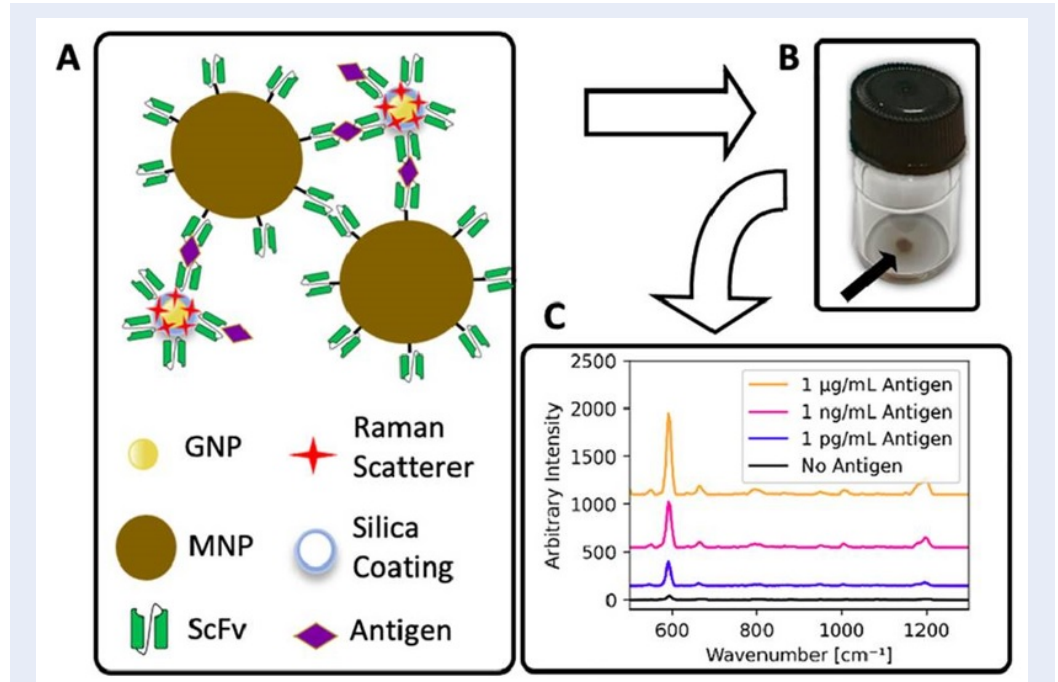 A
B
C
GNP
Raman
Scatterer
MNP
Silica
Coating
ScFv
Antigen
2500
2000
1500
1000
500
0
Arbitrary Intensity
1 µg/mL Antigen
1 ng/mL Antigen
1 pg/mL Antigen
No Antigen
600
800
1000
1200
Wavenumber [cm⁻¹]